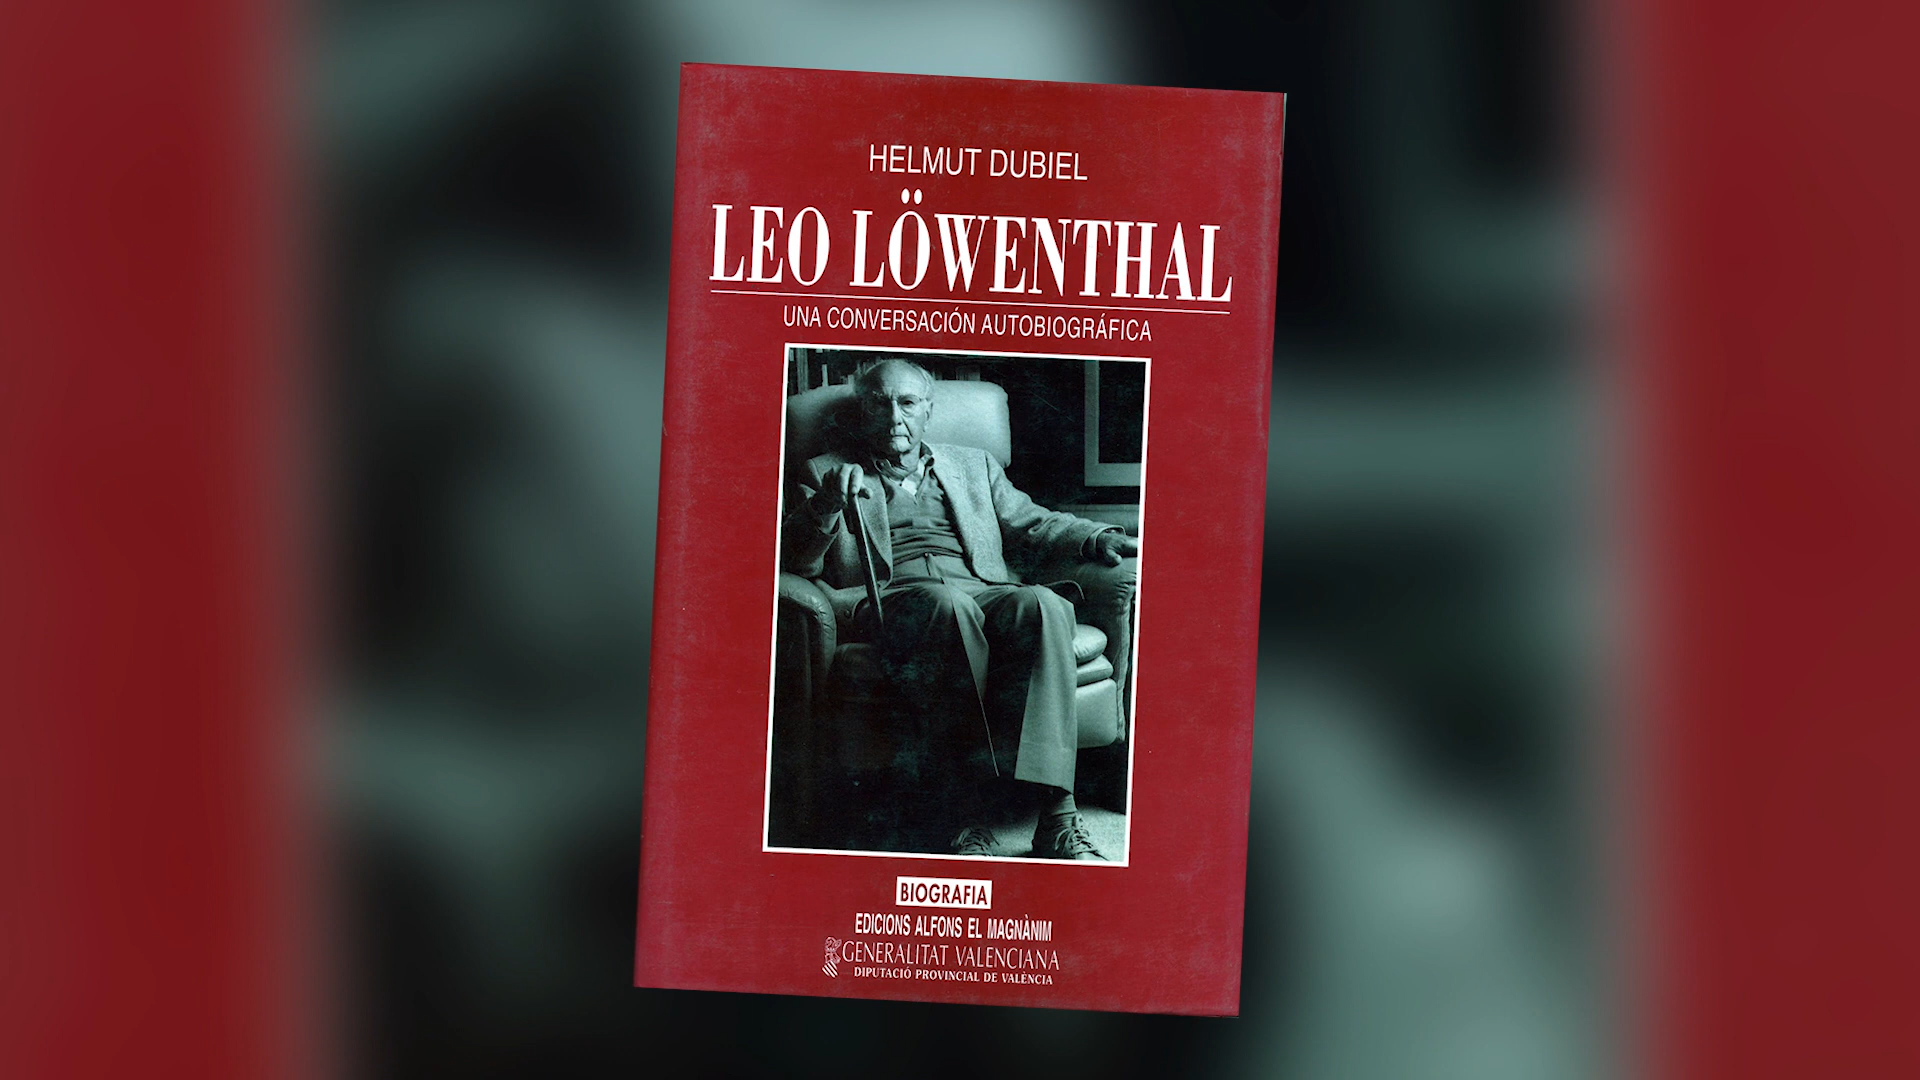 HELMUT DUBIEL
LEO LÖWENTHAL
UNA CONVERSACIÓN AUTOBIOGRÁFICA
BIOGRAFIA
EDICIONS ALFONS EL MAGNÀNIM
GENERALITAT VALENCIANA
DIPUTACIÓ PROVINCIAL DE VALÈNCIA